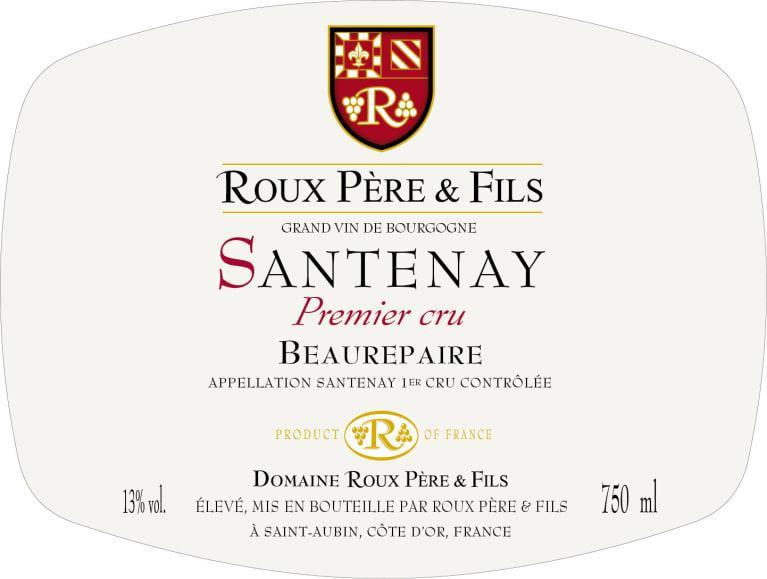 R
ROUX PÈRE & FILS
GRAND VIN DE BOURGOGNE
SANTENAY
Premier cru
BEAUREPAIRE
APPELLATION SANTENAY 1ER CRU CONTRÔLÉE
PRODUCT R OF FRANCE
DOMAINE ROUX PÈRE & FILS
13% vol. ÉLEVÉ, MIS EN BOUTEILLE PAR ROUX PÈRE & FILS 750 ml
À SAINT-AUBIN, CÔTE D'OR, FRANCE